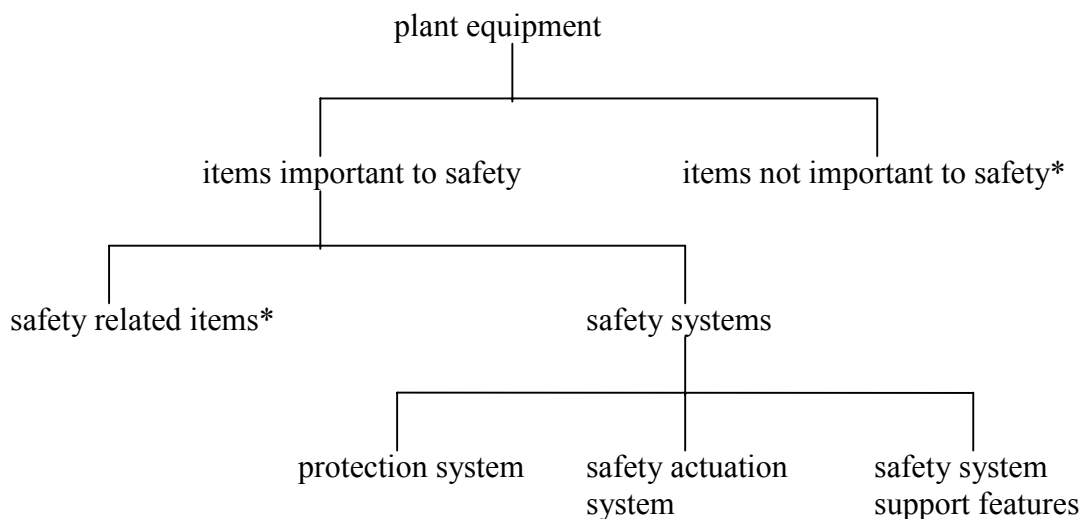 plant equipment
items important to safety
items not important to safety*
safety related items*
safety systems
protection system
safety actuation
system
safety system
support features